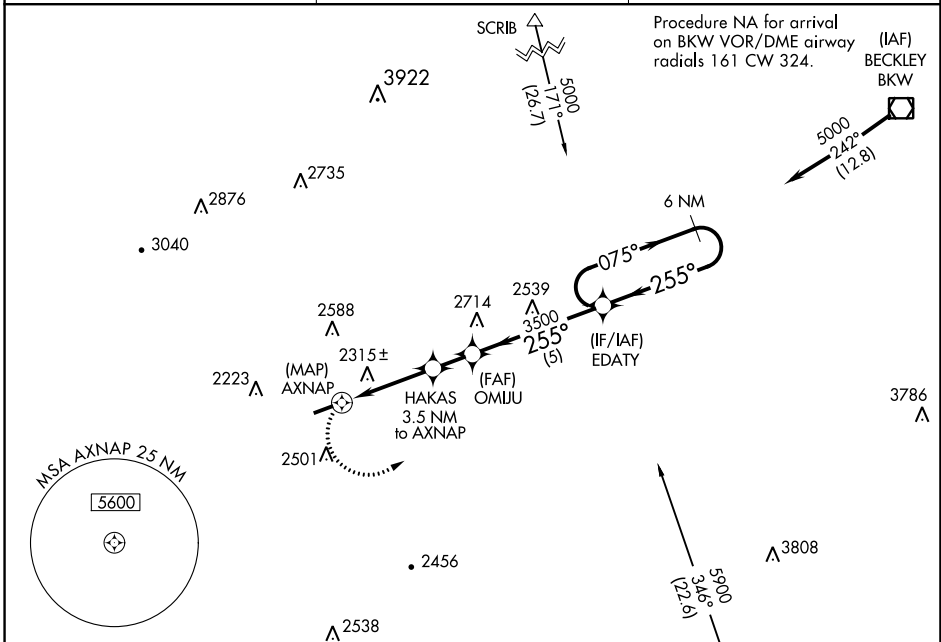 SCRIB
5000
171°
(26.7)
Procedure NA for arrival
on BKW VOR/DME airway
radials 161 CW 324.
(IAF)
BECKLEY
BKW
5000
242°
(12.8)
3922
2735
2876
3040
6 NM
075°
255°
2588
2714
2539
3500
255°
(5)
(IF/IAF)
EDATY
2315±
(MAP)
AXNAP
2223
HAKAS
3.5 NM
to AXNAP
(FAF)
OMIJU
3786
2501
MSA AXNAP 25 NM
5600
2456
3808
5900
346°
(22.6)
2538